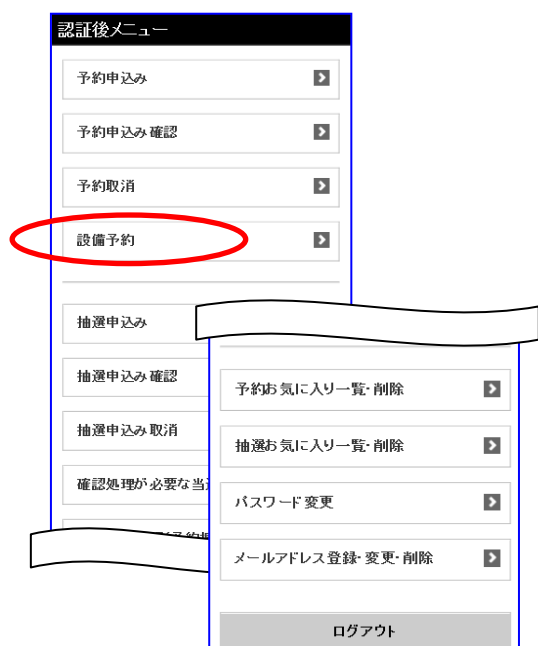 認証後メニュー
予約申込み
予約申込み確認
予約取消
設備予約
抽選申込み
抽選申込み確認
抽選申込み取消
確認処理が必要な当
予約お気に入り一覧・削除
抽選お気に入り一覧・削除
パスワード変更
メールアドレス登録・変更・削除
ログアウト